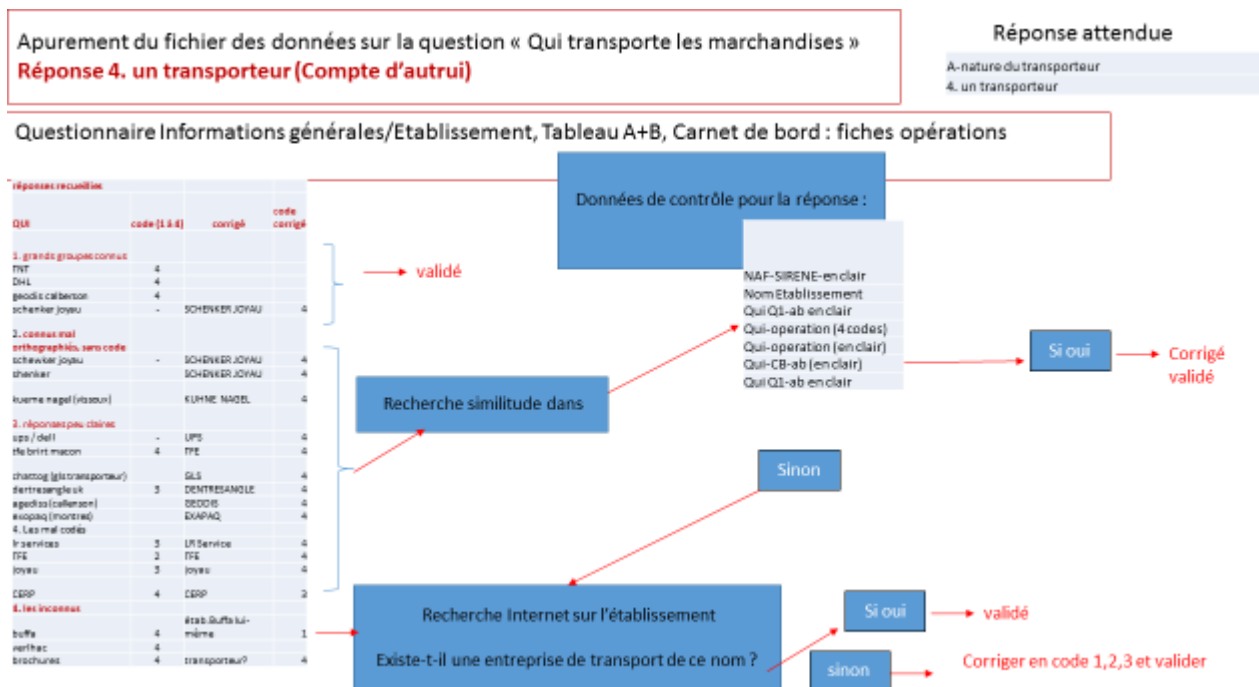 Apurement du fichier des données sur la question « Qui transporte les marchandises »
Réponse 4. un transporteur (Compte d'autrui)
Réponse attendue
A-nature du transporteur
4. un transporteur
Questionnaire Informations générales/Etablissement, Tableau A+B, Carnet de bord : fiches opérations
réponses recueillies
QUI code (1 à 4) corrigé code corrigé
1. grands groupes connus
TNT 4
DHL 4
geodis calberson 4
schenker joyau - SCHENKER JOYAU 4
2. connus mal
orthographiés, sans code
schewker joyau - SCHENKER JOYAU 4
shenker SCHENKER JOYAU 4
kuerne nagel (vissoux) KUHNE NAGEL 4
3. réponses peu claires
ups / dell - UPS 4
tfe brirt macon 4 TFE 4
chattog (gls transporteur) GLS 4
dertresangle uk 3 DENTRESANGLE 4
agediss (callenson) GEODIS 4
exopaq (montres) EXAPAQ 4
4. Les mal codés
lr services 3 LR Service 4
TFE 2 TFE 4
joyau 3 joyau 4
CERP 4 CERP 3
4. les inconnus
buffa 4 étab.Buffa lui-même 1
verlhac 4
brochures 4 transporteur? 4
validé
Données de contrôle pour la réponse :
NAF-SIRENE-en clair
Nom Etablissement
Qui Q1-ab en clair
Qui-operation (4 codes)
Qui-operation (en clair)
Qui-CB-ab (en clair)
Qui Q1-ab en clair
Si oui
Corrigé
validé
Recherche similitude dans
Sinon
Recherche Internet sur l'établissement
Existe-t-il une entreprise de transport de ce nom ?
Si oui
validé
sinon
Corriger en code 1,2,3 et valider